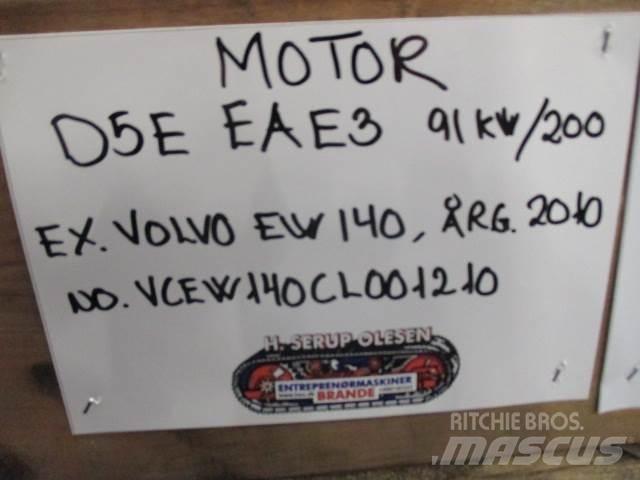 MOTOR
D5E EAE3 91 KW/200
EX. VOLVO EW 140, ÅRG. 2010
NO. VCEW140CL001210
H. SERUP OLESEN
ENTREPRENØRMASKINER
BRANDE
RITCHIE BROS.
MASCUS